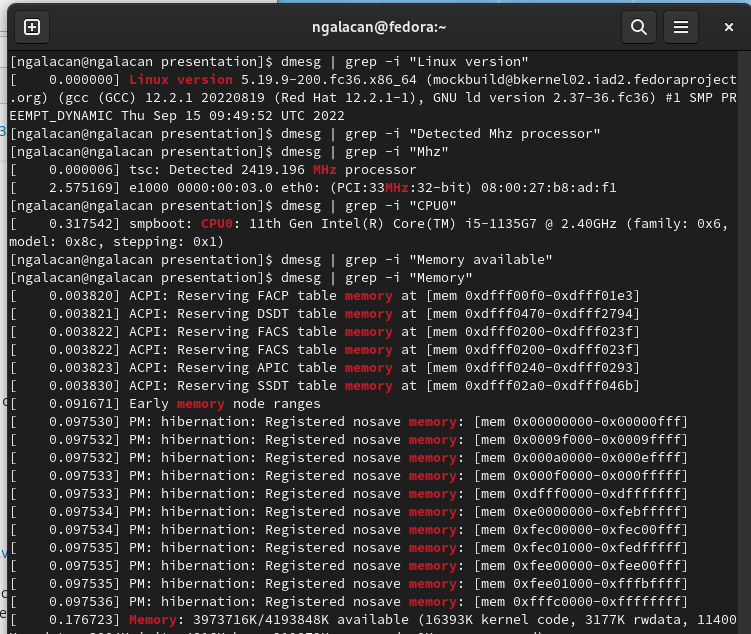 ngalacan@fedora:~
[ngalacan@ngalacan presentation]$ dmesg | grep -i "Linux version"
[    0.000000] Linux version 5.19.9-200.fc36.x86_64 (mockbuild@bkernel02.iad2.fedoraproject
.org) (gcc (GCC) 12.2.1 20220819 (Red Hat 12.2.1-1), GNU ld version 2.37-36.fc36) #1 SMP PR
EEMPT_DYNAMIC Thu Sep 15 09:49:52 UTC 2022
[ngalacan@ngalacan presentation]$ dmesg | grep -i "Detected Mhz processor"
[ngalacan@ngalacan presentation]$ dmesg | grep -i "Mhz"
[    0.000006] tsc: Detected 2419.196 MHz processor
[    2.575169] e1000 0000:00:03.0 eth0: (PCI:33MHz:32-bit) 08:00:27:b8:ad:f1
[ngalacan@ngalacan presentation]$ dmesg | grep -i "CPU0"
[    0.317542] smpboot: CPU0: 11th Gen Intel(R) Core(TM) i5-1135G7 @ 2.40GHz (family: 0x6,
model: 0x8c, stepping: 0x1)
[ngalacan@ngalacan presentation]$ dmesg | grep -i "Memory available"
[ngalacan@ngalacan presentation]$ dmesg | grep -i "Memory"
[    0.003820] ACPI: Reserving FACP table memory at [mem 0xdfff00f0-0xdfff01e3]
[    0.003821] ACPI: Reserving DSDT table memory at [mem 0xdfff0470-0xdfff2794]
[    0.003822] ACPI: Reserving FACS table memory at [mem 0xdfff0200-0xdfff023f]
[    0.003822] ACPI: Reserving FACS table memory at [mem 0xdfff0200-0xdfff023f]
[    0.003823] ACPI: Reserving APIC table memory at [mem 0xdfff0240-0xdfff0293]
[    0.003830] ACPI: Reserving SSDT table memory at [mem 0xdfff02a0-0xdfff046b]
[    0.091671] Early memory node ranges
[    0.097530] PM: hibernation: Registered nosave memory: [mem 0x00000000-0x00000fff]
[    0.097532] PM: hibernation: Registered nosave memory: [mem 0x0009f000-0x0009ffff]
[    0.097532] PM: hibernation: Registered nosave memory: [mem 0x000a0000-0x000effff]
[    0.097533] PM: hibernation: Registered nosave memory: [mem 0x000f0000-0x000fffff]
[    0.097533] PM: hibernation: Registered nosave memory: [mem 0xdfff0000-0xdfffffff]
[    0.097534] PM: hibernation: Registered nosave memory: [mem 0xe0000000-0xfebfffff]
[    0.097534] PM: hibernation: Registered nosave memory: [mem 0xfec00000-0xfec00fff]
[    0.097535] PM: hibernation: Registered nosave memory: [mem 0xfec01000-0xfedfffff]
[    0.097535] PM: hibernation: Registered nosave memory: [mem 0xfee00000-0xfee00fff]
[    0.097535] PM: hibernation: Registered nosave memory: [mem 0xfee01000-0xfffbffff]
[    0.097536] PM: hibernation: Registered nosave memory: [mem 0xfffc0000-0xffffffff]
[    0.176723] Memory: 3973716K/4193848K available (16393K kernel code, 3177K rwdata, 11400